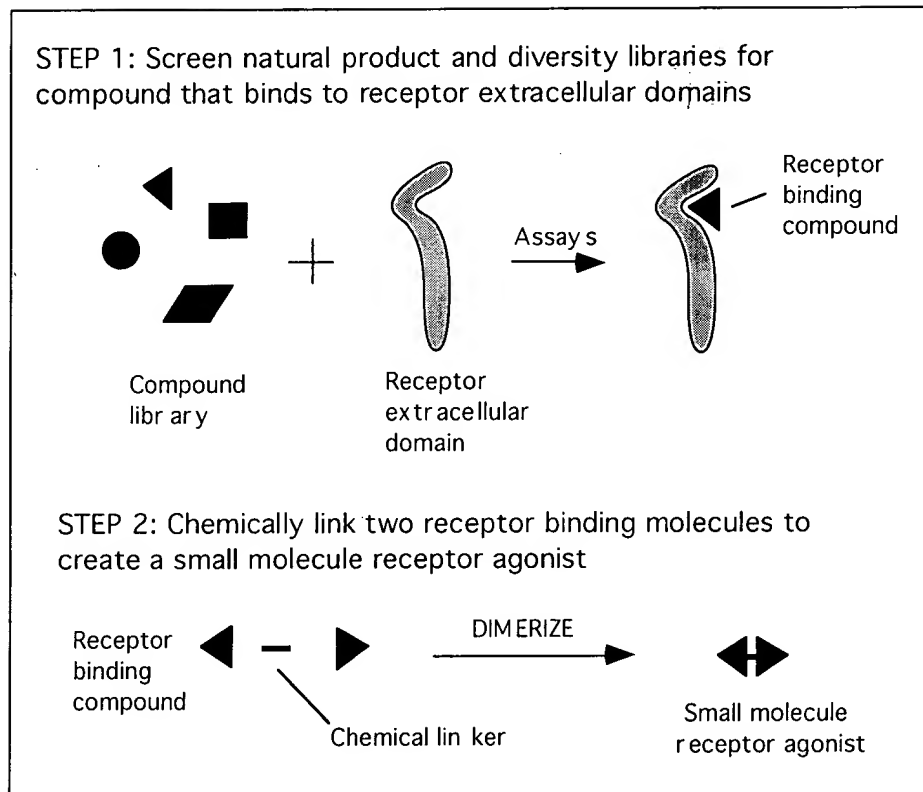 STEP 1: Screen natural product and diversity libraries for
compound that binds to receptor extracellular domains
Receptor
binding
compound
Assays
Compound
library
Receptor
extracellular
domain
STEP 2: Chemically link two receptor binding molecules to
create a small molecule receptor agonist
Receptor
binding
compound
DIMERIZE
Chemical linker
Small molecule
receptor agonist